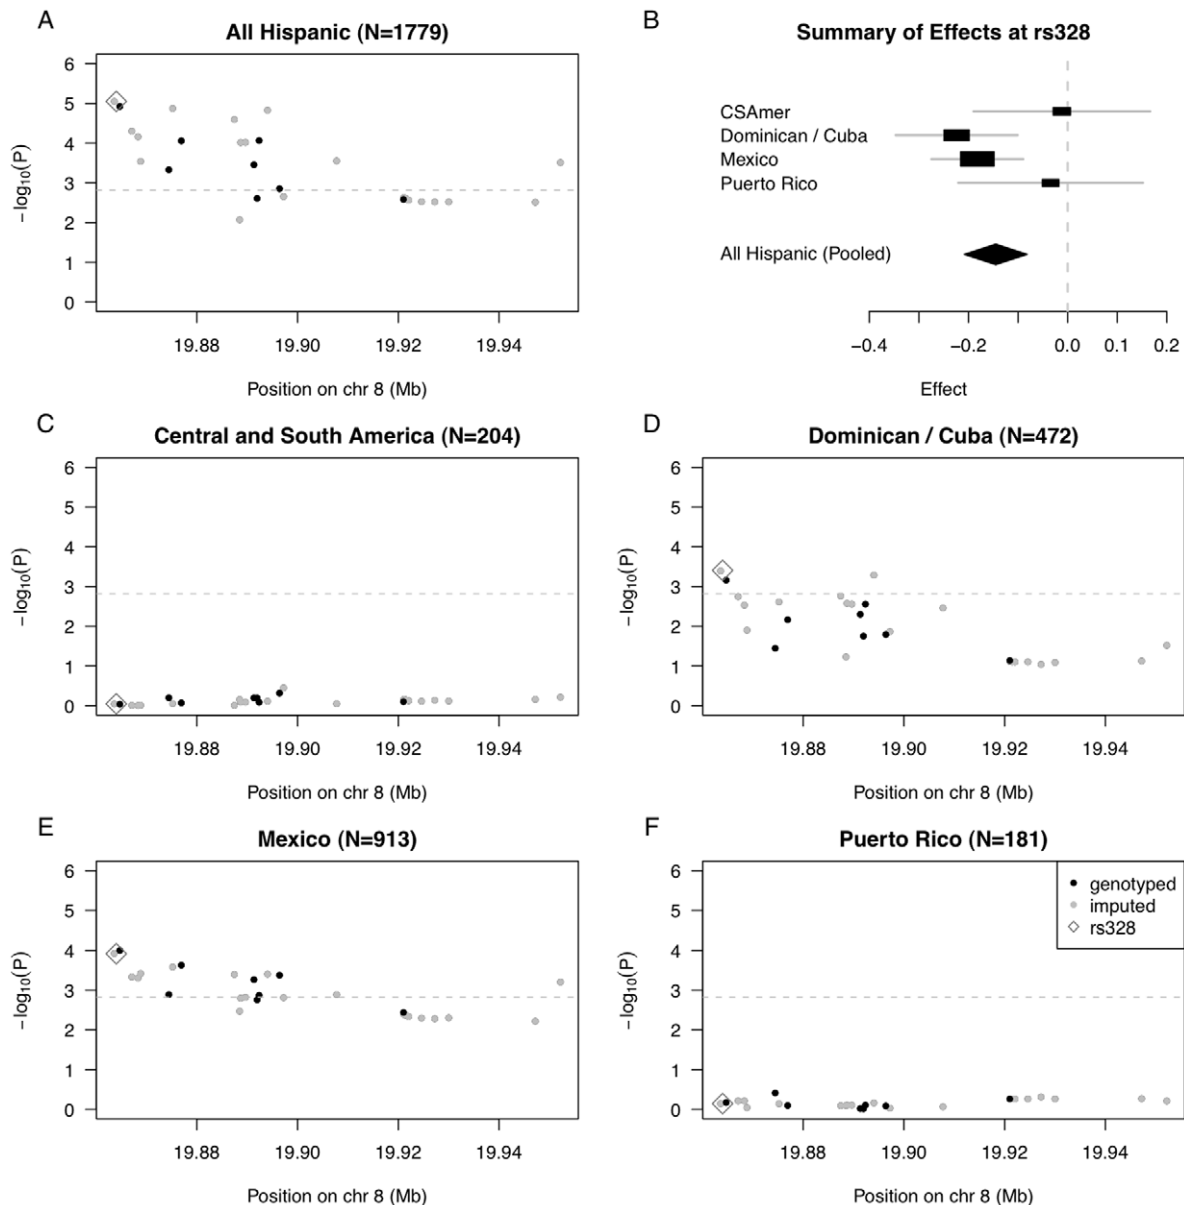 A
All Hispanic (N=1779)
6
5
4
3
2
1
0
−log10(P)
19.88 19.90 19.92 19.94
Position on chr 8 (Mb)
B
Summary of Effects at rs328
CSAmer
Dominican / Cuba
Mexico
Puerto Rico
All Hispanic (Pooled)
−0.4 −0.2 0.0 0.1 0.2
Effect
C
Central and South America (N=204)
6
5
4
3
2
1
0
−log10(P)
19.88 19.90 19.92 19.94
Position on chr 8 (Mb)
D
Dominican / Cuba (N=472)
6
5
4
3
2
1
0
−log10(P)
19.88 19.90 19.92 19.94
Position on chr 8 (Mb)
E
Mexico (N=913)
6
5
4
3
2
1
0
−log10(P)
19.88 19.90 19.92 19.94
Position on chr 8 (Mb)
F
Puerto Rico (N=181)
genotyped
imputed
rs328
6
5
4
3
2
1
0
−log10(P)
19.88 19.90 19.92 19.94
Position on chr 8 (Mb)